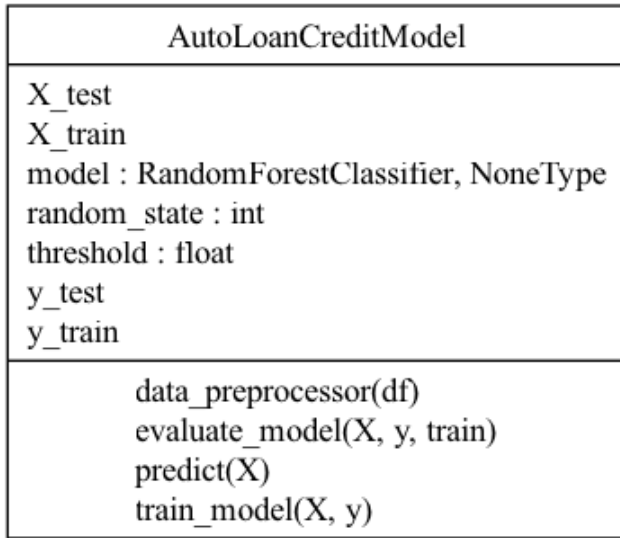 AutoLoanCreditModel
X_test
X_train
model : RandomForestClassifier, NoneType
random_state : int
threshold : float
y_test
y_train
data_preprocessor(df)
evaluate_model(X, y, train)
predict(X)
train_model(X, y)